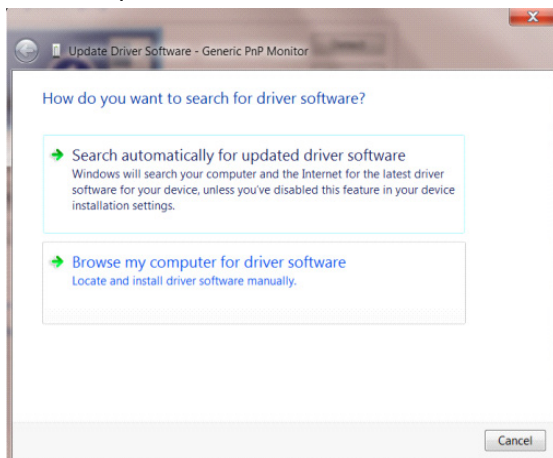 Update Driver Software - Generic PnP Monitor
How do you want to search for driver software?
Search automatically for updated driver software
Windows will search your computer and the Internet for the latest driver
software for your device, unless you've disabled this feature in your device
installation settings.
Browse my computer for driver software
Locate and install driver software manually.
Cancel